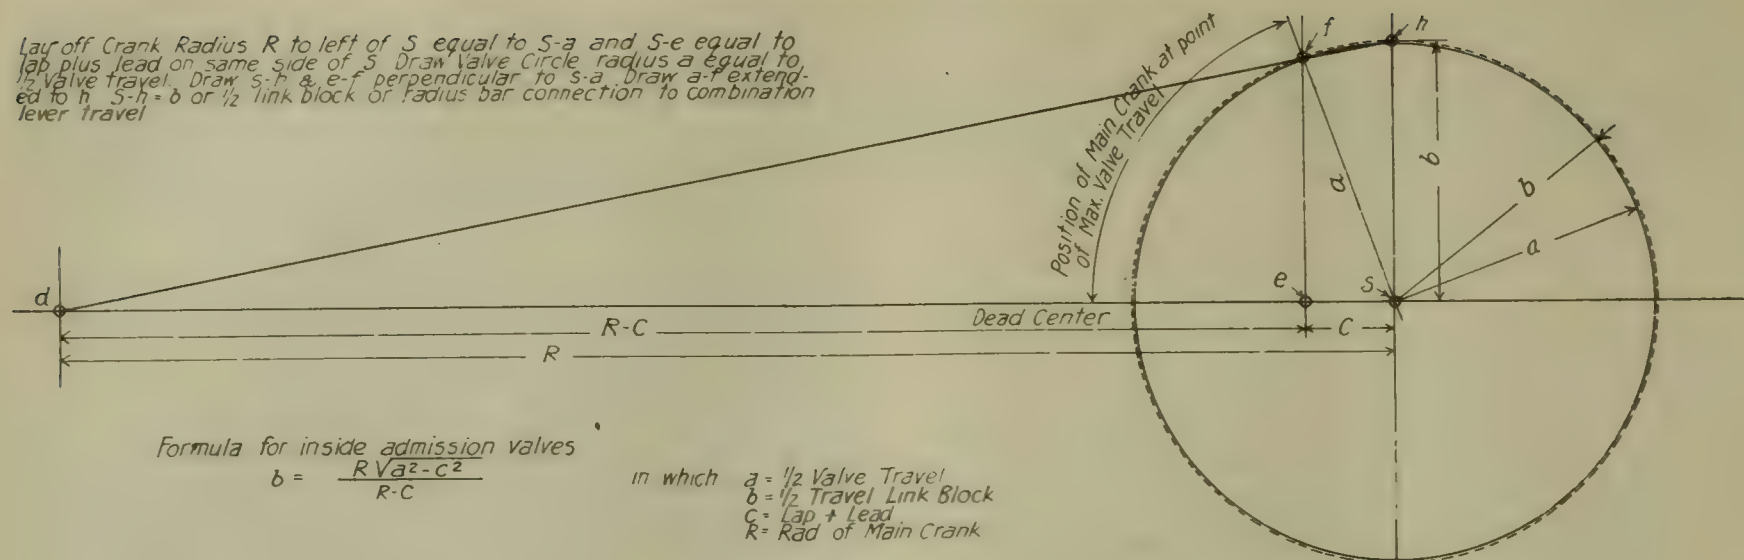 Lay off Crank Radius R to left of S equal to S-a and S-e equal to
lap plus lead on same side of S Draw Valve Circle radius a equal to
1/2 Valve travel. Draw s-h & e-f perpendicular to s-a. Draw a-f extend-
ed to h S-h = b or 1/2 link block or radius bar connection to combination
lever travel
Position of Main Crank at point
of Max. Valve Travel
f
h
a
b
b
a
d
e
s
Dead Center
R-C
C
R
Formula for inside admission valves
b = R√a²-c²
R-C
in which a = 1/2 Valve Travel
b = 1/2 Travel Link Block
C = Lap + Lead
R = Rad of Main Crank